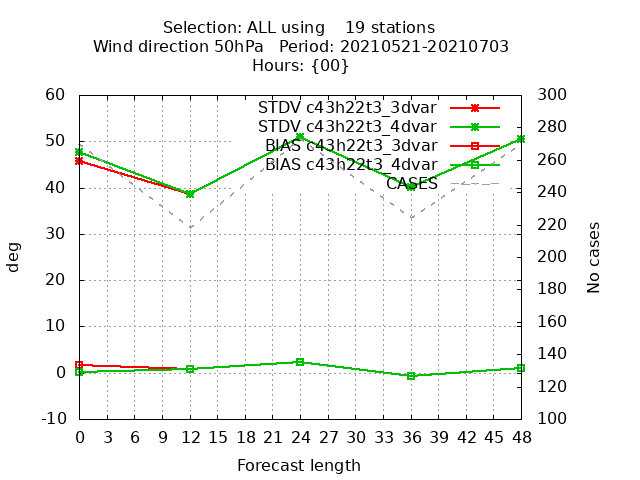 Selection: ALL using    19 stations
Wind direction 50hPa   Period: 20210521-20210703
Hours: {00}
60 300
STDV c43h22t3_3dvar
STDV c43h22t3_4dvar
BIAS c43h22t3_3dvar
BIAS c43h22t3_4dvar
CASES
50 280
40 260
30 240
20 220
10 200
0 180
-10 160
140
120
100
deg
No cases
0 3 6 9 12 15 18 21 24 27 30 33 36 39 42 45 48
Forecast length